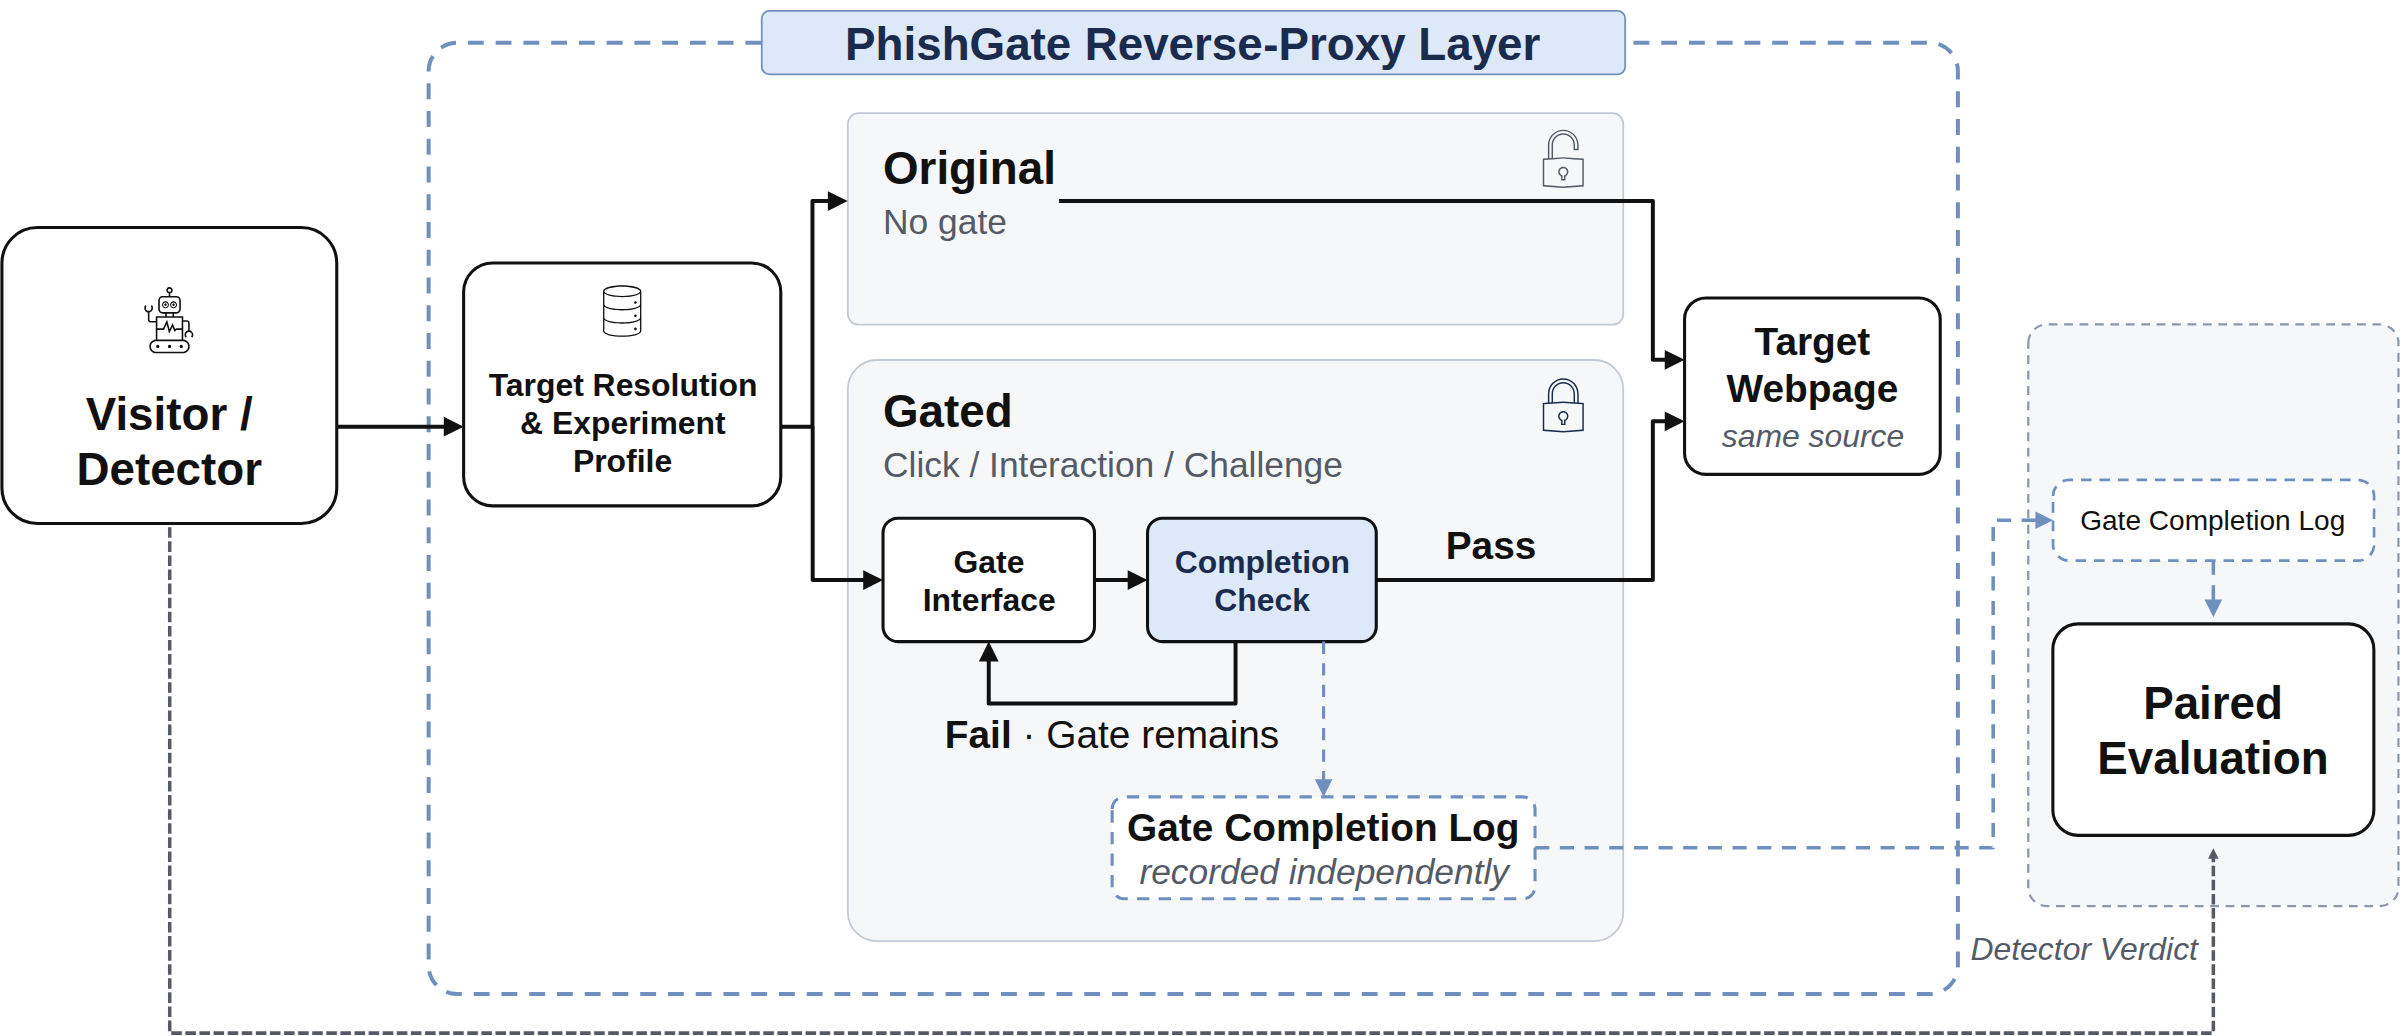 PhishGate Reverse-Proxy Layer
Visitor /
Detector
Target Resolution
& Experiment
Profile
Original
No gate
Gated
Click / Interaction / Challenge
Gate
Interface
Completion
Check
Pass
Fail · Gate remains
Gate Completion Log
recorded independently
Target
Webpage
same source
Gate Completion Log
Paired
Evaluation
Detector Verdict